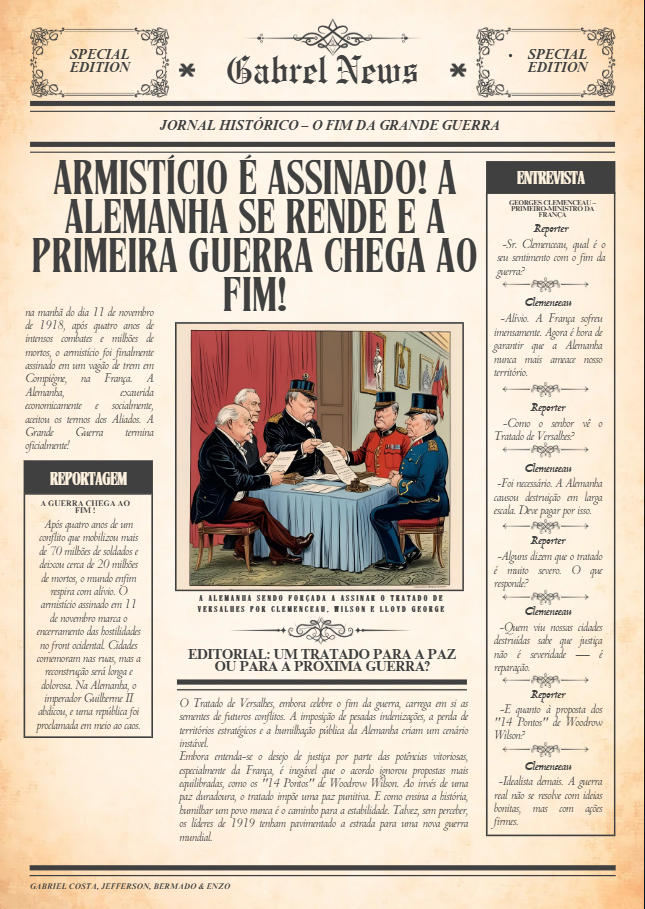 SPECIAL
EDITION
Gabrel News
SPECIAL
EDITION
JORNAL HISTÓRICO – O FIM DA GRANDE GUERRA
ARMISTÍCIO É ASSINADO! A
ALEMANHA SE RENDE E A
PRIMEIRA GUERRA CHEGA AO
FIM!
na manhã do dia 11 de novembro
de 1918, após quatro anos de
intensos combates e milhões de
mortos, o armistício foi finalmente
assinado em um vagão de trem em
Compiègne, na França. A
Alemanha, exaurida
economicamente e socialmente,
aceitou os termos dos Aliados. A
Grande Guerra termina
oficialmente!
REPORTAGEM
A GUERRA CHEGA AO
FIM !
Após quatro anos de um
conflito que mobilizou mais
de 70 milhões de soldados e
deixou cerca de 20 milhões
de mortos, o mundo enfim
respira com alívio. O
armistício assinado em 11
de novembro marca o
encerramento das hostilidades
no front ocidental. Cidades
comemoram nas ruas, mas a
reconstrução será longa e
dolorosa. Na Alemanha, o
imperador Guilherme II
abdicou, e uma república foi
proclamada em meio ao caos.
A ALEMANHA SENDO FORÇADA A ASSINAR O TRATADO DE
VERSALHES POR CLEMENCEAU, WILSON E LLOYD GEORGE
EDITORIAL: UM TRATADO PARA A PAZ
OU PARA A PRÓXIMA GUERRA?
O Tratado de Versalhes, embora celebre o fim da guerra, carrega em si as
sementes de futuros conflitos. A imposição de pesadas indenizações, a perda de
territórios estratégicos e a humilhação pública da Alemanha criam um cenário
instável.
Embora entenda-se o desejo de justiça por parte das potências vitoriosas,
especialmente da França, é inegável que o acordo ignorou propostas mais
equilibradas, como os "14 Pontos" de Woodrow Wilson. Ao invés de uma
paz duradoura, o tratado impõe uma paz punitiva. E como ensina a história,
humilhar um povo nunca é o caminho para a estabilidade. Talvez, sem perceber,
os líderes de 1919 tenham pavimentado a estrada para uma nova guerra
mundial.
ENTREVISTA
GEORGES CLEMENCEAU –
PRIMEIRO-MINISTRO DA
FRANÇA
Reporter
-Sr. Clemenceau, qual é o
seu sentimento com o fim da
guerra?
Clemenceau
-Alívio. A França sofreu
imensamente. Agora é hora de
garantir que a Alemanha
nunca mais ameace nosso
território.
Reporter
-Como o senhor vê o
Tratado de Versalhes?
Clemenceau
-Foi necessário. A Alemanha
causou destruição em larga
escala. Deve pagar por isso.
Reporter
-Alguns dizem que o tratado
é muito severo. O que
responde?
Clemenceau
-Quem viu nossas cidades
destruídas sabe que justiça
não é severidade — é
reparação.
Reporter
-E quanto à proposta dos
"14 Pontos" de Woodrow
Wilson?
Clemenceau
-Idealista demais. A guerra
real não se resolve com ideias
bonitas, mas com ações
firmes.
GABRIEL COSTA, JEFFERSON, BERMADO & ENZO